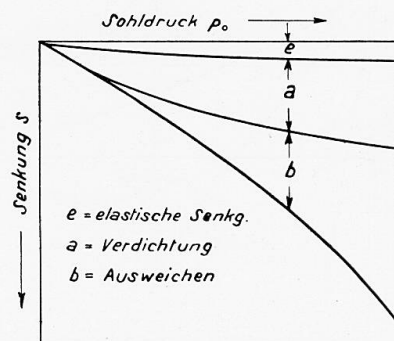 Sohldruck p₀
e
a
b
Senkung s
e = elastische Senkg.
a = Verdichtung
b = Ausweichen